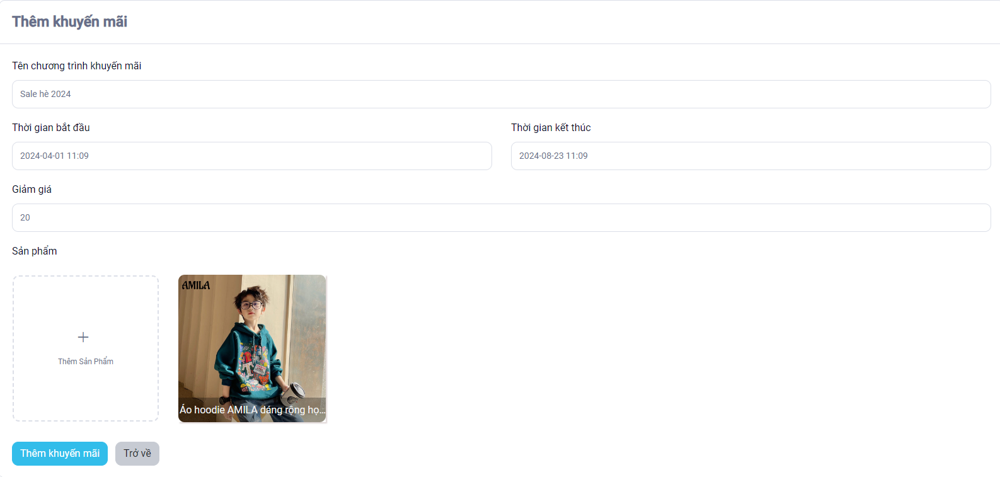 Thêm khuyến mãi
Tên chương trình khuyến mãi
Sale hè 2024
Thời gian bắt đầu
Thời gian kết thúc
2024-04-01 11:09
2024-08-23 11:09
Giảm giá
20
Sản phẩm
AMILA
Thêm Sản Phẩm
Áo hoodie AMILA dáng rộng họ...
Thêm khuyến mãi
Trở về